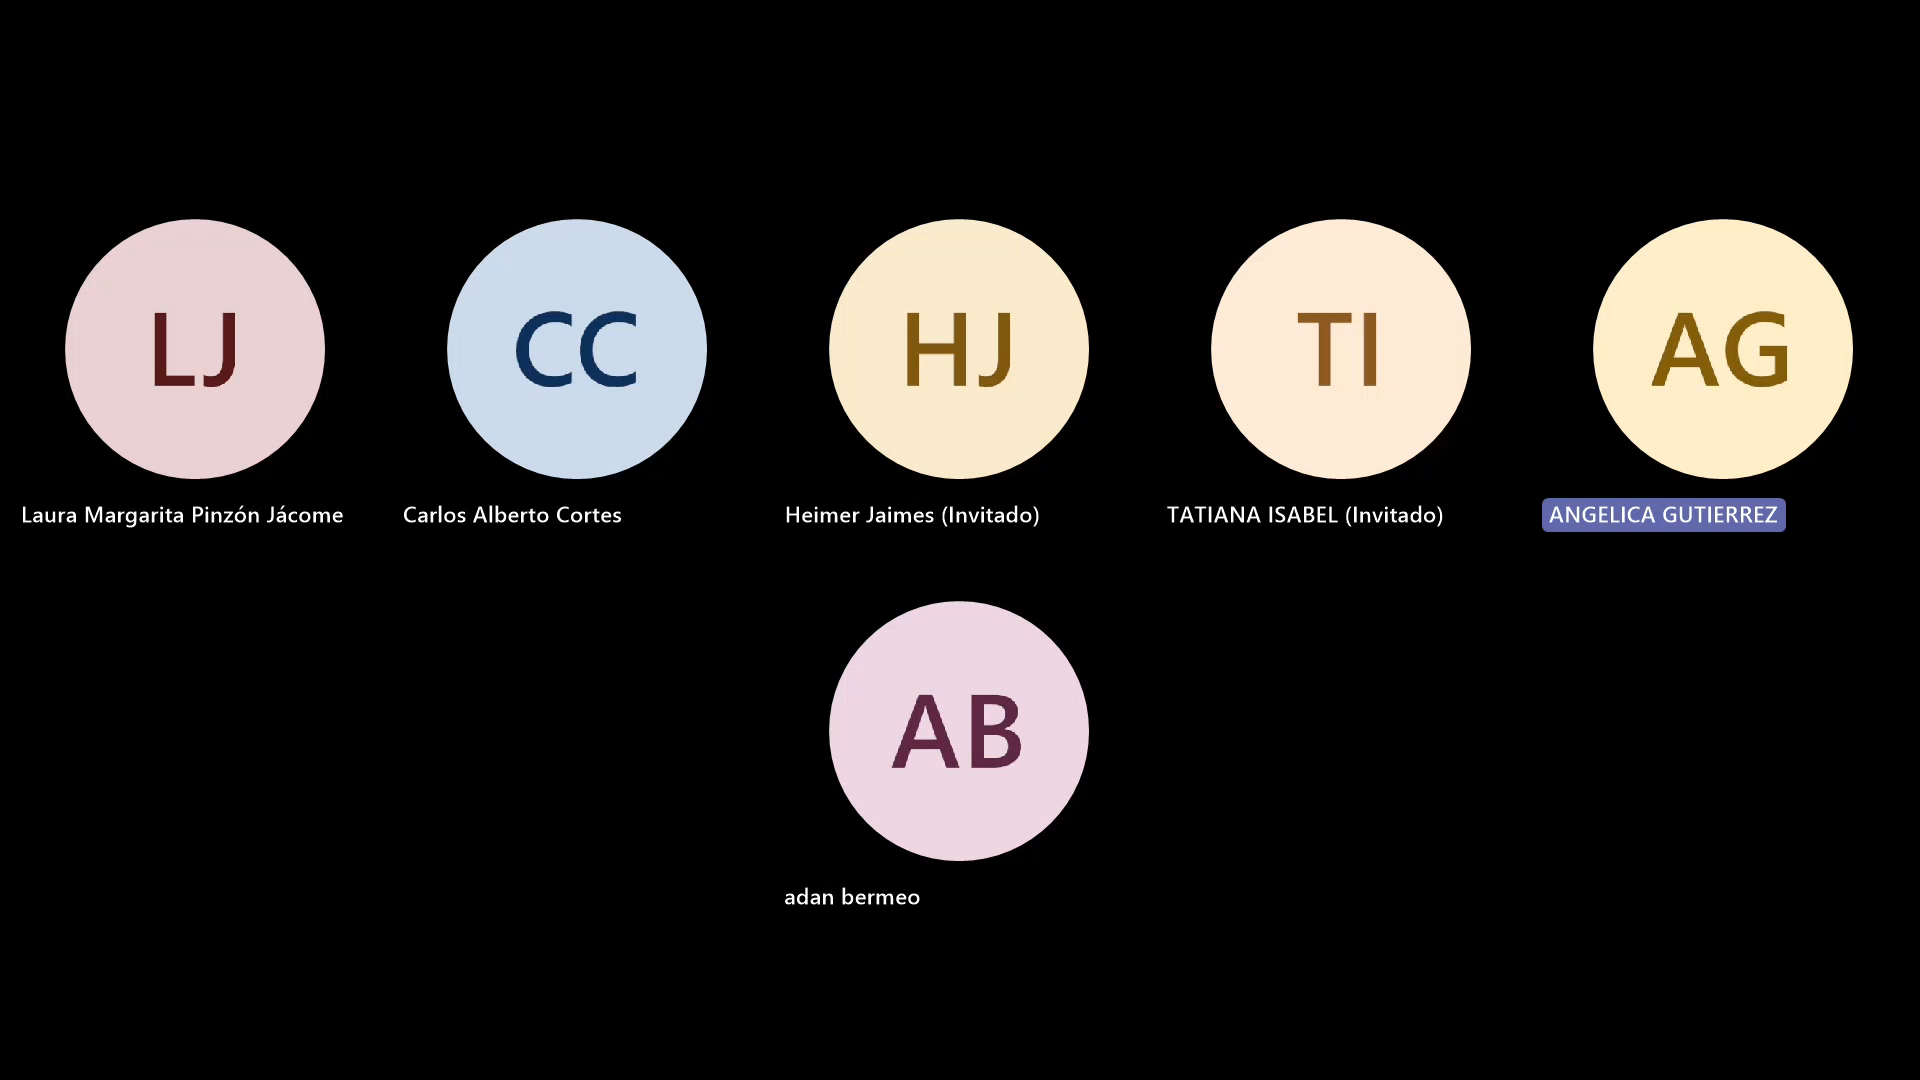 LJ
CC
HJ
TI
AG
Laura Margarita Pinzón Jácome
Carlos Alberto Cortes
Heimer Jaimes (Invitado)
TATIANA ISABEL (Invitado)
ANGELICA GUTIERREZ
AB
adan bermeo